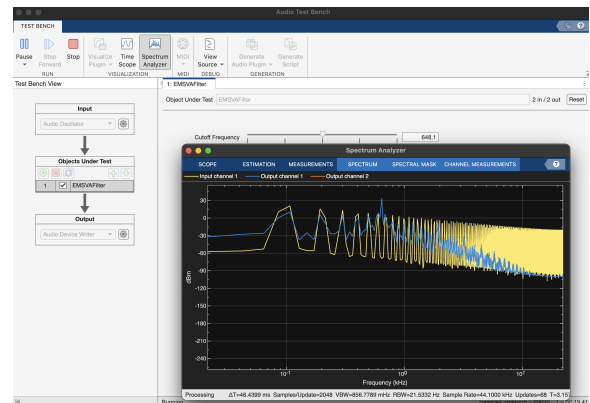 Audio Test Bench
TEST BENCH
Pause Step Forward Stop Visualize Plugin Time Scope Spectrum Analyzer MIDI View Source Generate Audio Plugin Generate Script
RUN VISUALIZATION MIDI DEBUG GENERATION
Test Bench View
1: EMSVAFilter
Object Under Test EMSVAFilter 2 in / 2 out Reset
Input
Audio Oscillator
Objects Under Test
1 EMSVAFilter
Output
Audio Device Writer
Cutoff Frequency 648.1
Spectrum Analyzer
SCOPE ESTIMATION MEASUREMENTS SPECTRUM SPECTRAL MASK CHANNEL MEASUREMENTS
Input channel 1 Output channel 1 Output channel 2
30
0
-30
-60
-90
-120
-150
-180
-210
-240
dBm
10-1 100 101
Frequency (kHz)
Processing ΔT=46.4399 ms Samples/Update=2048 VBW=856.7789 mHz RBW=21.5332 Hz Sample Rate=44.1000 kHz Updates=68 T=3.15
Running